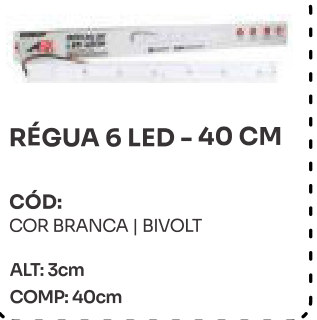 RÉGUA 6 LED - 40 CM
CÓD:
COR BRANCA | BIVOLT
ALT: 3cm
COMP: 40cm